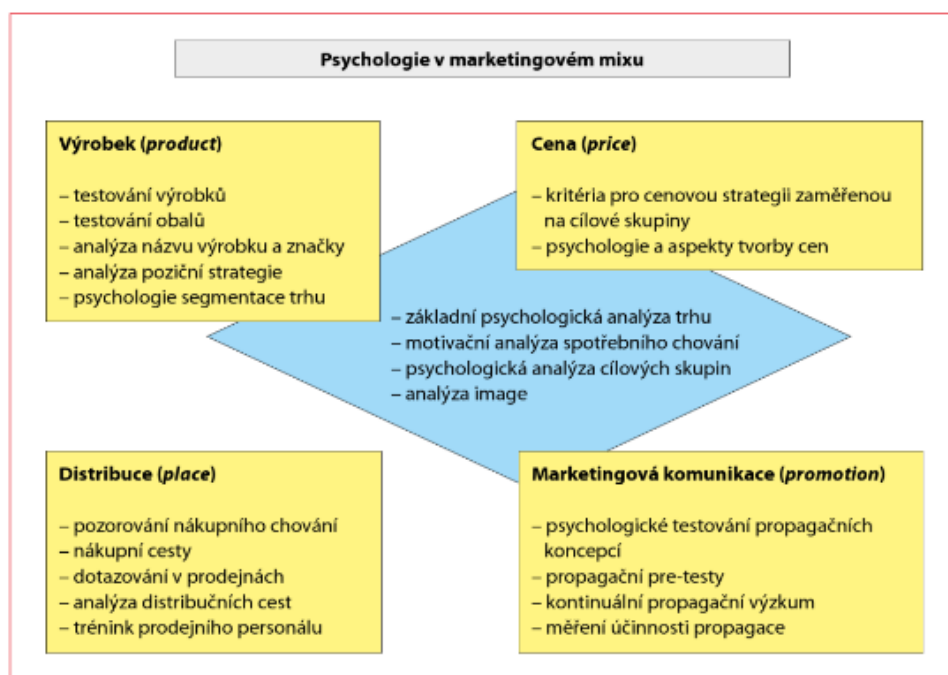 Psychologie v marketingovém mixu
Výrobek (product)
– testování výrobků
– testování obalů
– analýza názvu výrobku a značky
– analýza poziční strategie
– psychologie segmentace trhu
Cena (price)
– kritéria pro cenovou strategii zaměřenou
na cílové skupiny
– psychologie a aspekty tvorby cen
– základní psychologická analýza trhu
– motivační analýza spotřebního chování
– psychologická analýza cílových skupin
– analýza image
Distribuce (place)
– pozorování nákupního chování
– nákupní cesty
– dotazování v prodejnách
– analýza distribučních cest
– trénink prodejního personálu
Marketingová komunikace (promotion)
– psychologické testování propagačních
koncepcí
– propagační pre-testy
– kontinuální propagační výzkum
– měření účinnosti propagace